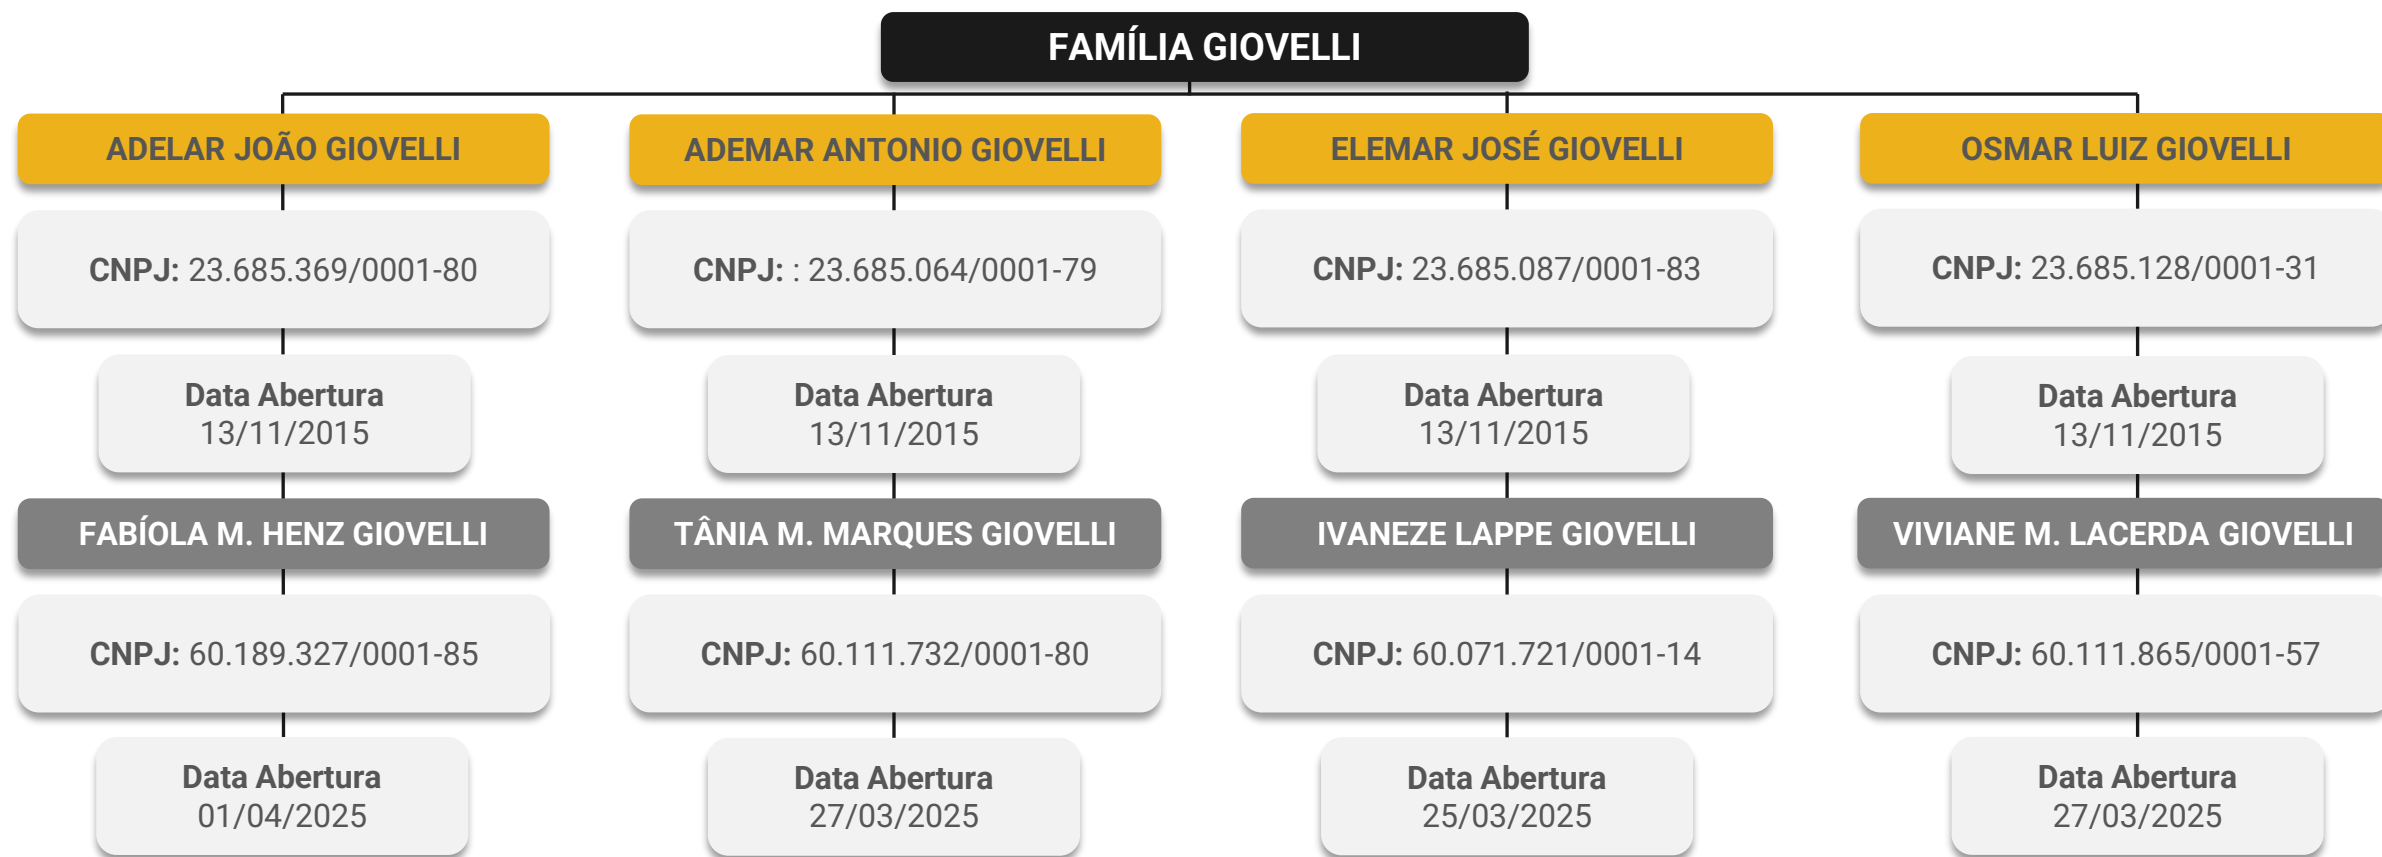 FAMÍLIA GIOVELLI
ADELAR JOÃO GIOVELLI
ADEMAR ANTONIO GIOVELLI
ELEMAR JOSÉ GIOVELLI
OSMAR LUIZ GIOVELLI
CNPJ: 23.685.369/0001-80
CNPJ: : 23.685.064/0001-79
CNPJ: 23.685.087/0001-83
CNPJ: 23.685.128/0001-31
Data Abertura
13/11/2015
Data Abertura
13/11/2015
Data Abertura
13/11/2015
Data Abertura
13/11/2015
FABÍOLA M. HENZ GIOVELLI
TÂNIA M. MARQUES GIOVELLI
IVANEZE LAPPE GIOVELLI
VIVIANE M. LACERDA GIOVELLI
CNPJ: 60.189.327/0001-85
CNPJ: 60.111.732/0001-80
CNPJ: 60.071.721/0001-14
CNPJ: 60.111.865/0001-57
Data Abertura
01/04/2025
Data Abertura
27/03/2025
Data Abertura
25/03/2025
Data Abertura
27/03/2025